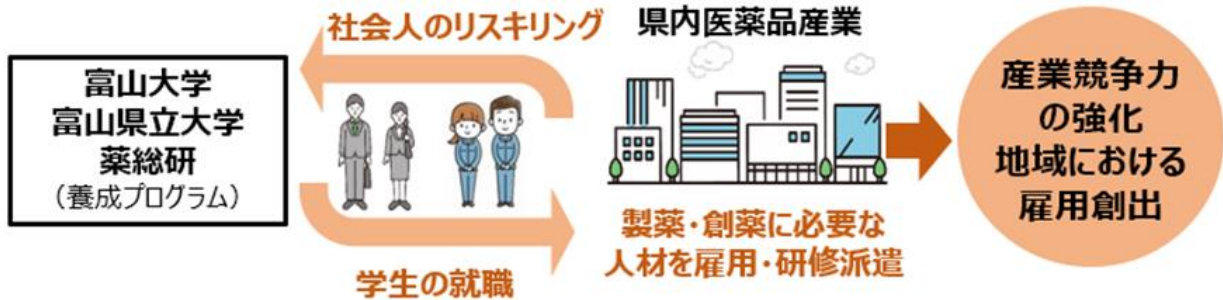 社会人のリスキリング
県内医薬品産業
富山大学
富山県立大学
薬総研
（養成プログラム）
産業競争力
の強化
地域における
雇用創出
製薬・創薬に必要な
人材を雇用・研修派遣
学生の就職